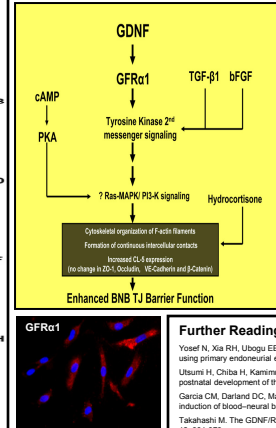 GDNF
GFRα1
TGF-β1 bFGF
cAMP
Tyrosine Kinase 2nd
messenger signaling
PKA
? Ras-MAPK/ PI3-K signaling
Hydrocortisone
Cytoskeletal organization of F-actin filaments
Formation of continuous intercellular contacts
Increased CL-5 expression
(no change in ZO-1, Occludin, VE-Cadherin and β-Catenin)
Enhanced BNB TJ Barrier Function
GFRα1
Further Reading
Yosef N, Xia RH, Ubogu EE
using primary endoneurial e
Utsumi H, Chiba H, Kamimu
postnatal development of th
Garcia CM, Darland DC, Ma
induction of blood–neural b
Takahashi M. The GDNF/R